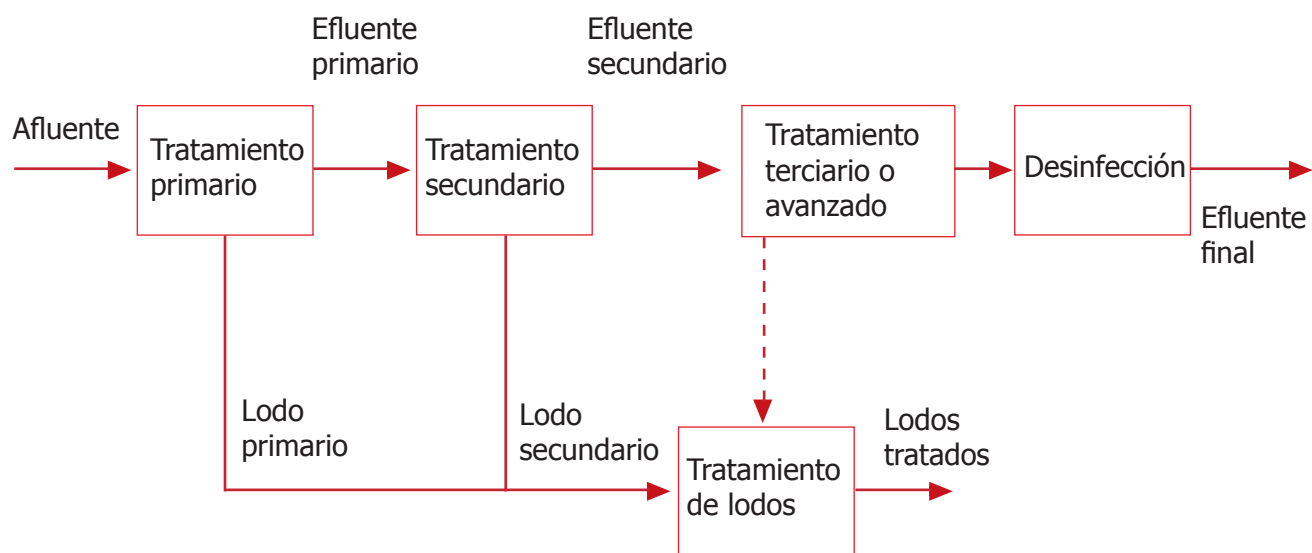 Efluente
primario
Efluente
secundario
Afluente
Tratamiento
primario
Tratamiento
secundario
Tratamiento
terciario o
avanzado
Desinfección
Efluente
final
Lodo
primario
Lodo
secundario
Tratamiento
de lodos
Lodos
tratados